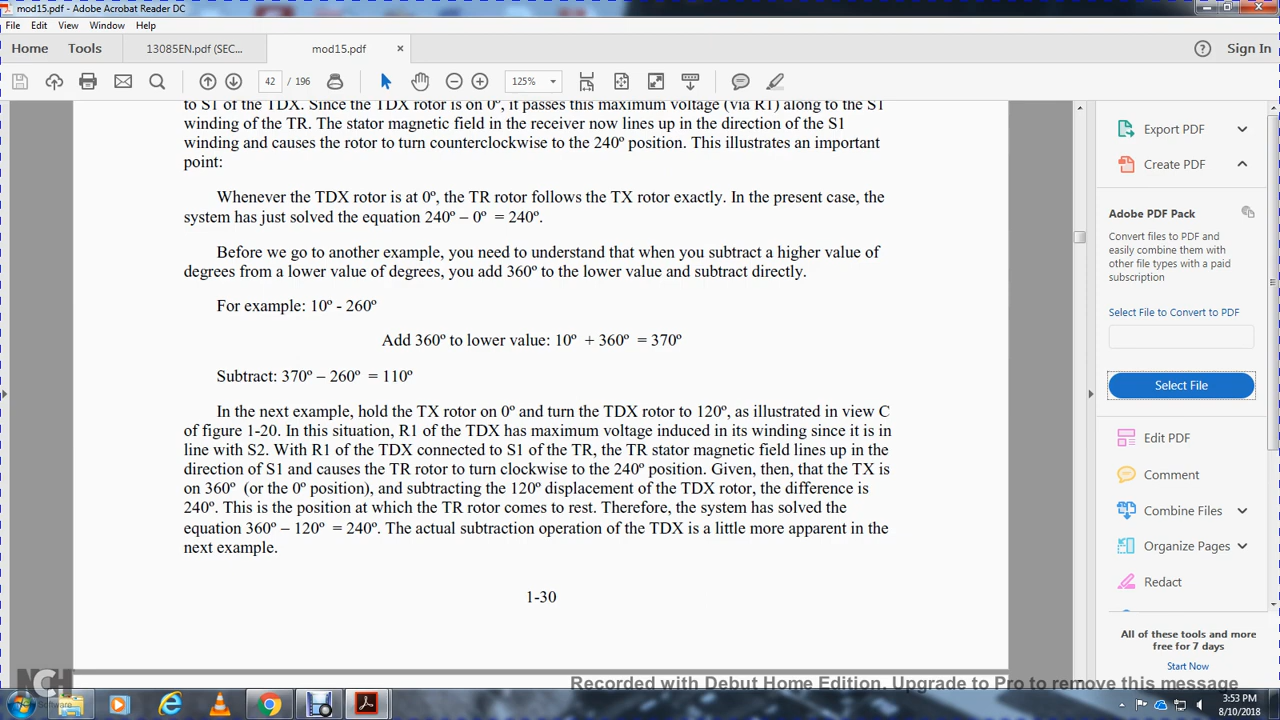 mod15.pdf - Adobe Acrobat Reader DC
File Edit View Window Help
Home Tools 13085EN.pdf (SEC... mod15.pdf × Sign In
42 / 196 125%
to S1 of the TDX. Since the TDX rotor is on 0º, it passes this maximum voltage (via R1) along to the S1
winding of the TR. The stator magnetic field in the receiver now lines up in the direction of the S1
winding and causes the rotor to turn counterclockwise to the 240º position. This illustrates an important
point:
Whenever the TDX rotor is at 0º, the TR rotor follows the TX rotor exactly. In the present case, the
system has just solved the equation 240º − 0º = 240º.
Before we go to another example, you need to understand that when you subtract a higher value of
degrees from a lower value of degrees, you add 360º to the lower value and subtract directly.
For example: 10º - 260º
Add 360º to lower value: 10º + 360º = 370º
Subtract: 370º − 260º = 110º
In the next example, hold the TX rotor on 0º and turn the TDX rotor to 120º, as illustrated in view C
of figure 1-20. In this situation, R1 of the TDX has maximum voltage induced in its winding since it is in
line with S2. With R1 of the TDX connected to S1 of the TR, the TR stator magnetic field lines up in the
direction of S1 and causes the TR rotor to turn clockwise to the 240º position. Given, then, that the TX is
on 360º (or the 0º position), and subtracting the 120º displacement of the TDX rotor, the difference is
240º. This is the position at which the TR rotor comes to rest. Therefore, the system has solved the
equation 360º − 120º = 240º. The actual subtraction operation of the TDX is a little more apparent in the
next example.
1-30
Export PDF
Create PDF
Adobe PDF Pack
Convert files to PDF and
easily combine them with
other file types with a paid
subscription
Select File to Convert to PDF
Select File
Edit PDF
Comment
Combine Files
Organize Pages
Redact
All of these tools and more
free for 7 days
Start Now
NCH
Software
Recorded with Debut Home Edition. Upgrade to Pro to remove this message
3:53 PM
8/10/2018